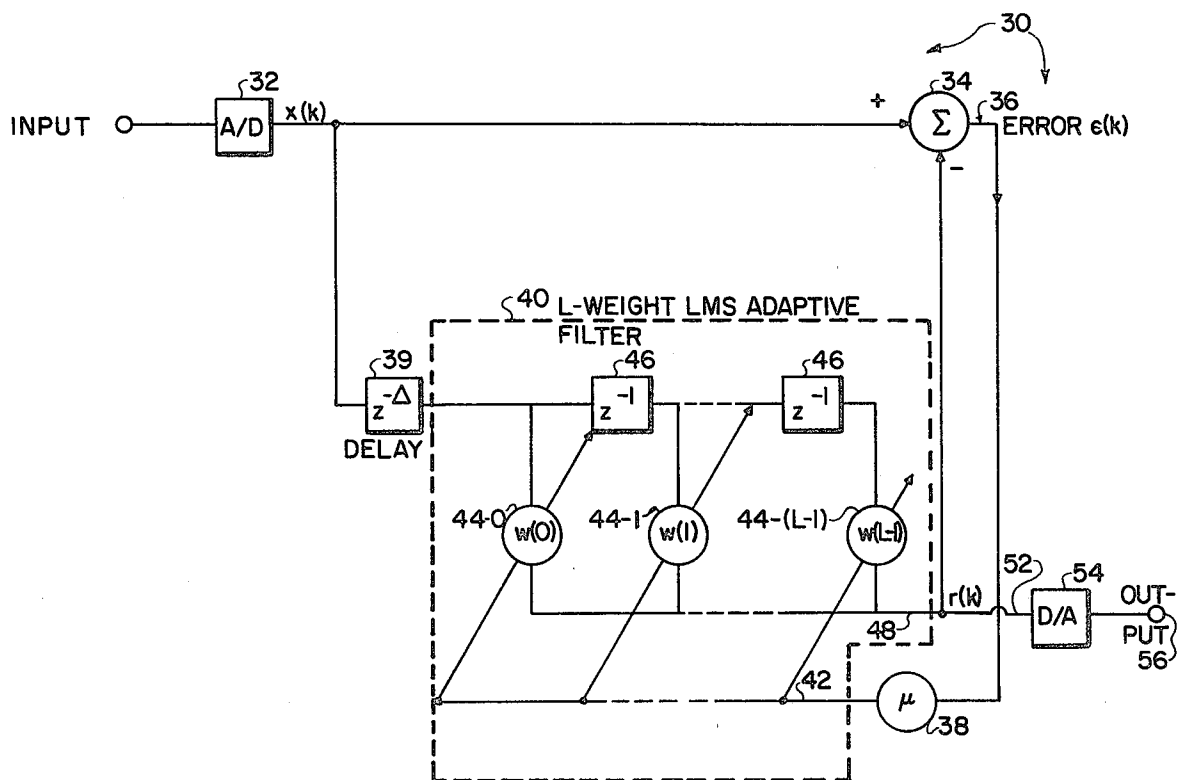 30
32
34
36
INPUT
A/D
x(k)
+
Σ
ERROR ϵ(k)
-
40 L-WEIGHT LMS ADAPTIVE
FILTER
39
46
46
z^-Δ
z^-1
z^-1
DELAY
44-0
w(0)
44-1
w(1)
44-(L-1)
w(L-1)
r(k)
52
54
48
D/A
OUT-
PUT
56
42
μ
38